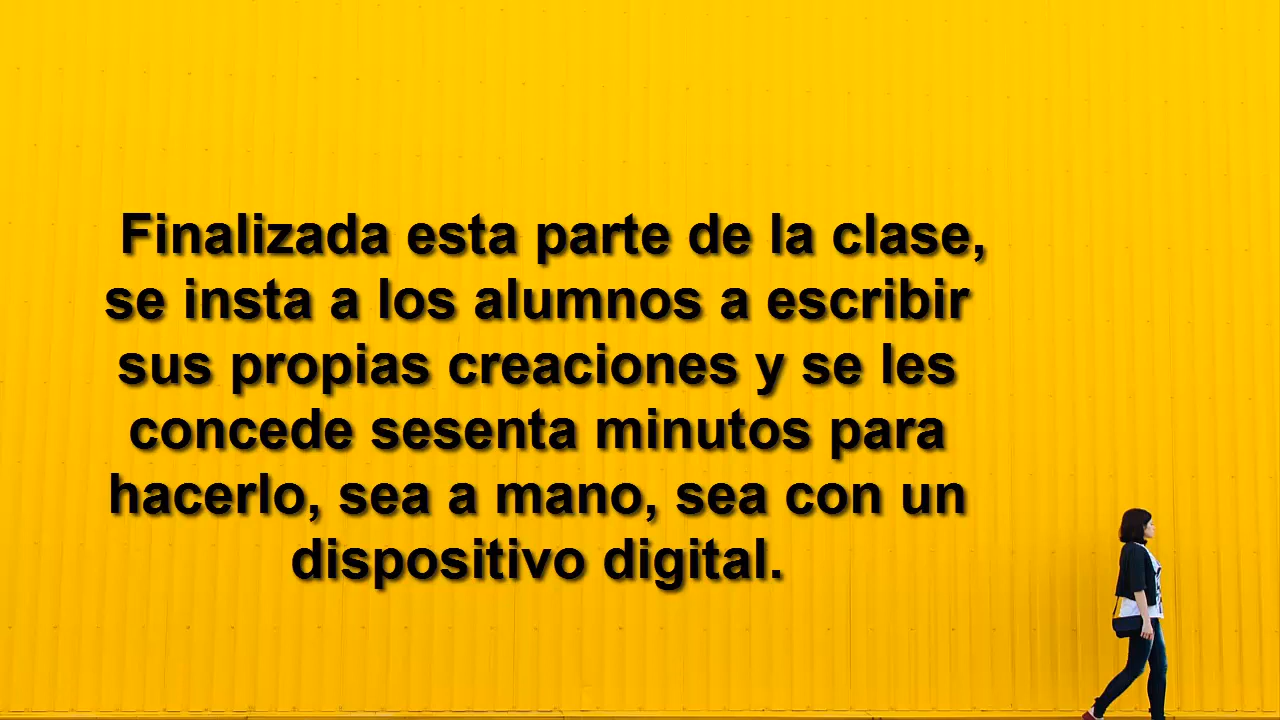 Finalizada esta parte de la clase,
se insta a los alumnos a escribir
sus propias creaciones y se les
concede sesenta minutos para
hacerlo, sea a mano, sea con un
dispositivo digital.